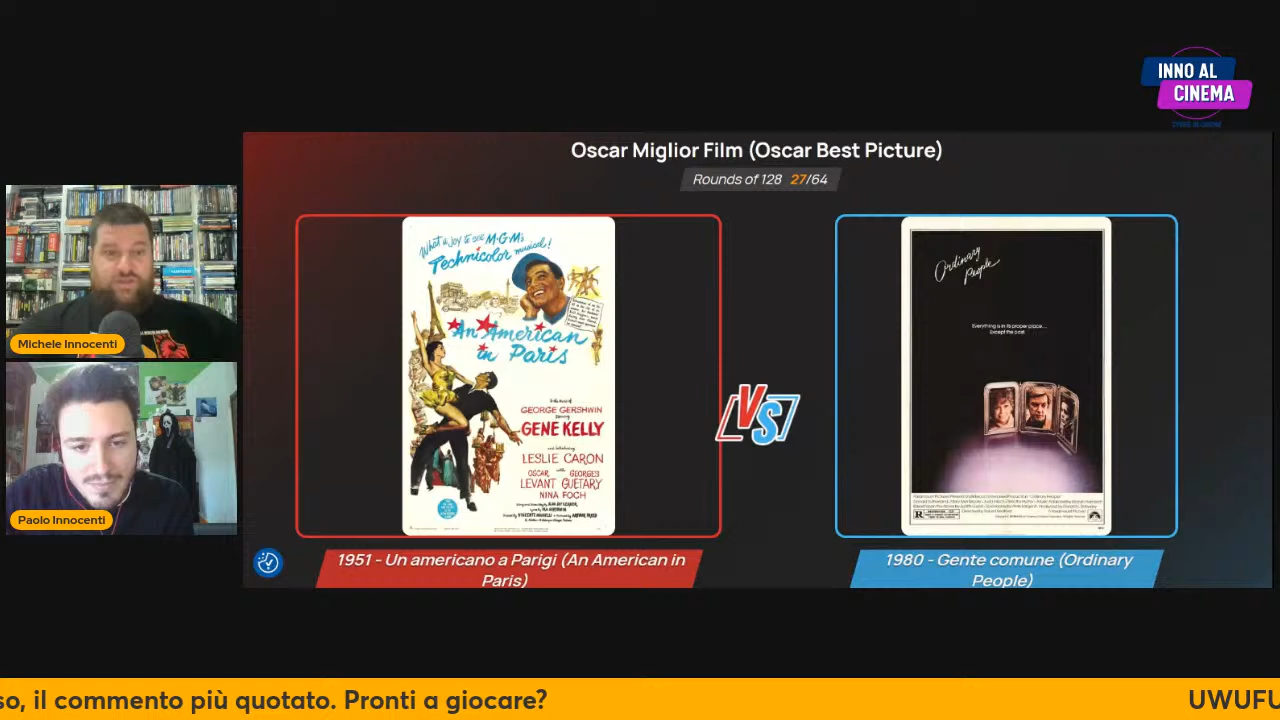 INNO AL
CINEMA
Oscar Miglior Film (Oscar Best Picture)
Rounds of 128 27/64
What a joy to see M-G-M's
Technicolor musical!
An American
in Paris
GEORGE GERSHWIN
GENE KELLY
LESLIE CARON
OSCAR with GEORGES
LEVANT GUETARY
NINA FOCH
VS
Ordinary
People
Everything is in its proper place...
Except the past.
R
Michele Innocenti
Paolo Innocenti
1951 - Un americano a Parigi (An American in
Paris)
1980 - Gente comune (Ordinary
People)
so, il commento più quotato. Pronti a giocare?
UWUFU